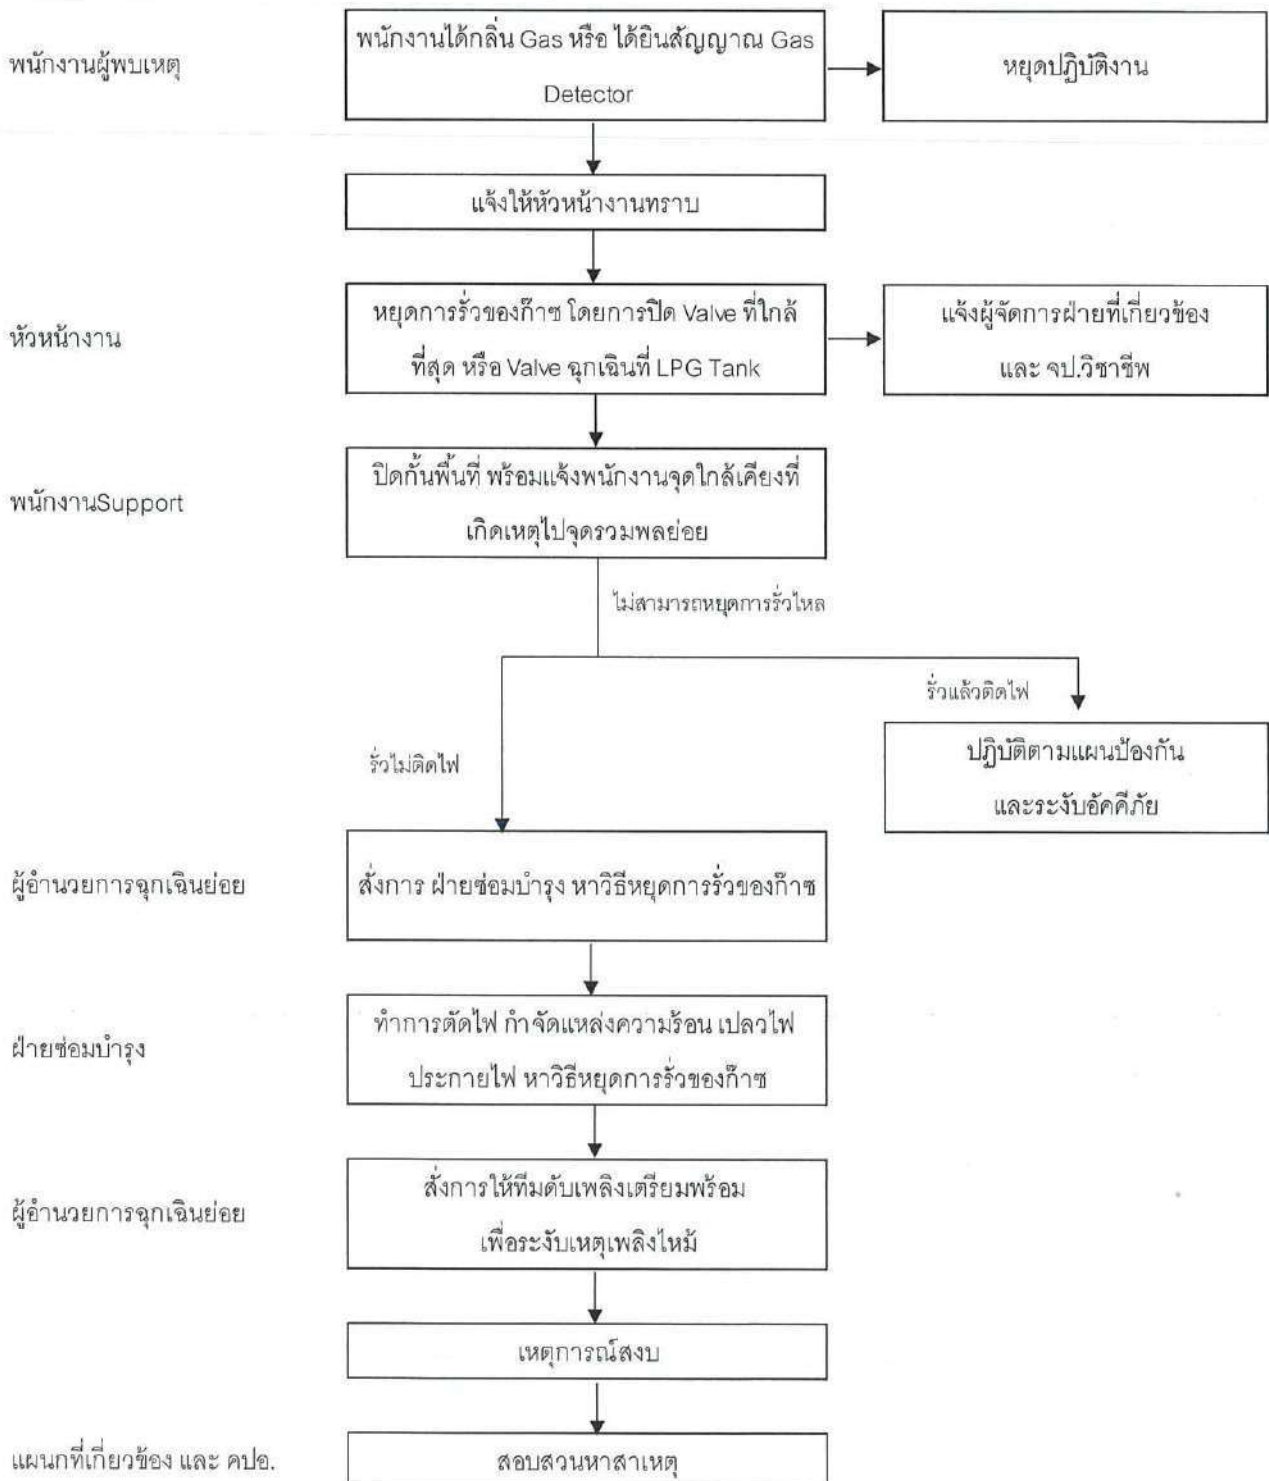 พนักงานผู้พบเหตุ
พนักงานได้กลิ่น Gas หรือ ได้ยินสัญญาณ Gas
Detector
หยุดปฏิบัติงาน
แจ้งให้หัวหน้างานทราบ
หัวหน้างาน
หยุดการรั่วของก๊าซ โดยการปิด Valve ที่ใกล้
ที่สุด หรือ Valve ฉุกเฉินที่ LPG Tank
แจ้งผู้จัดการฝ่ายที่เกี่ยวข้อง
และ จป.วิชาชีพ
พนักงานSupport
ปิดกั้นพื้นที่ พร้อมแจ้งพนักงานจุดใกล้เคียงที่
เกิดเหตุไปจุดรวมพลย่อย
ไม่สามารถหยุดการรั่วไหล
รั่วแล้วติดไฟ
รั่วไม่ติดไฟ
ปฏิบัติตามแผนป้องกัน
และระงับอัคคีภัย
ผู้อำนวยการฉุกเฉินย่อย
สั่งการ ฝ่ายซ่อมบำรุง หาวิธีหยุดการรั่วของก๊าซ
ฝ่ายซ่อมบำรุง
ทำการตัดไฟ กำจัดแหล่งความร้อน เปลวไฟ
ประกายไฟ หาวิธีหยุดการรั่วของก๊าซ
ผู้อำนวยการฉุกเฉินย่อย
สั่งการให้ทีมดับเพลิงเตรียมพร้อม
เพื่อระงับเหตุเพลิงไหม้
เหตุการณ์สงบ
แผนกที่เกี่ยวข้อง และ คปอ.
สอบสวนหาสาเหตุ